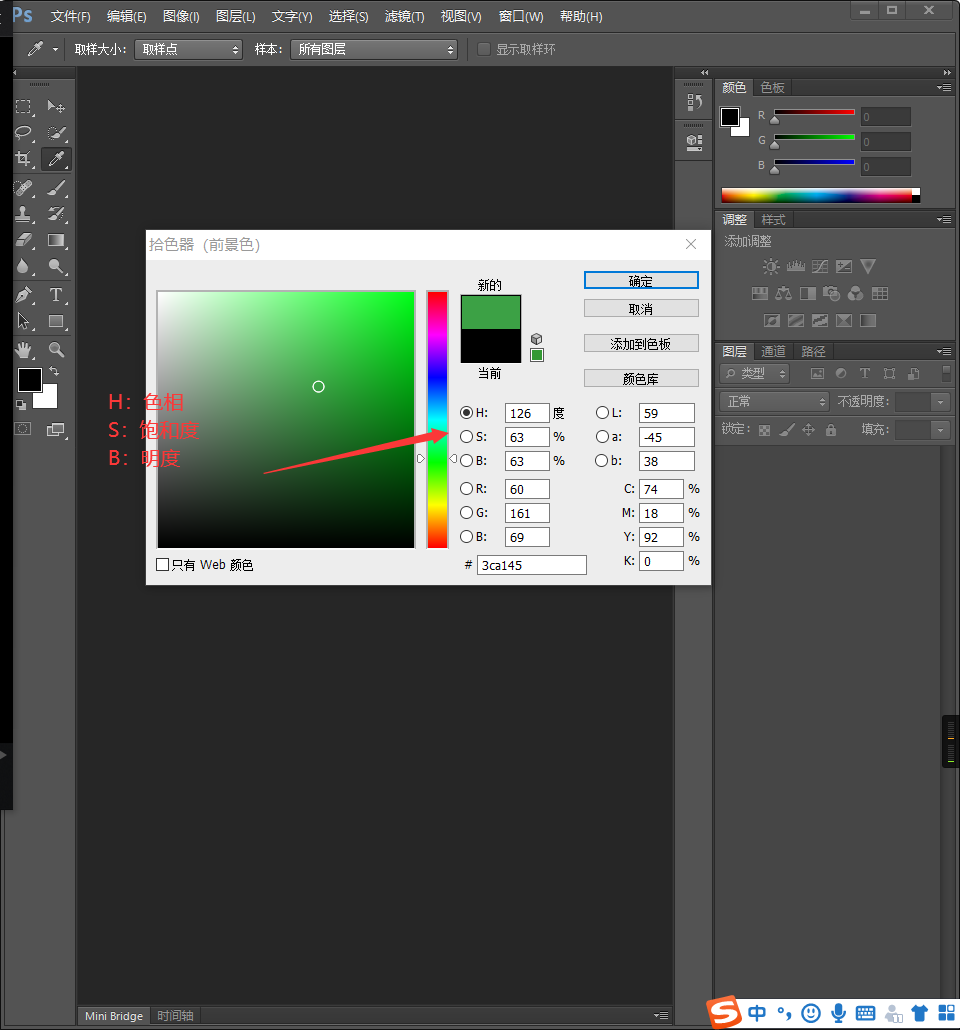 Ps 文件(F) 编辑(E) 图像(I) 图层(L) 文字(Y) 选择(S) 滤镜(T) 视图(V) 窗口(W) 帮助(H)
取样大小: 取样点 样本: 所有图层 显示取样环
颜色 色板
R 0
G 0
B 0
调整 样式
添加调整
图层 通道 路径
类型
正常 不透明度:
锁定: 填充:
拾色器（前景色）
新的
当前
确定
取消
添加到色板
颜色库
H: 126 度 L: 59
S: 63 % a: -45
B: 63 % b: 38
R: 60 C: 74 %
G: 161 M: 18 %
B: 69 Y: 92 %
K: 0 %
# 3ca145
只有 Web 颜色
H：色相
S：饱和度
B：明度
Mini Bridge 时间轴
S 中